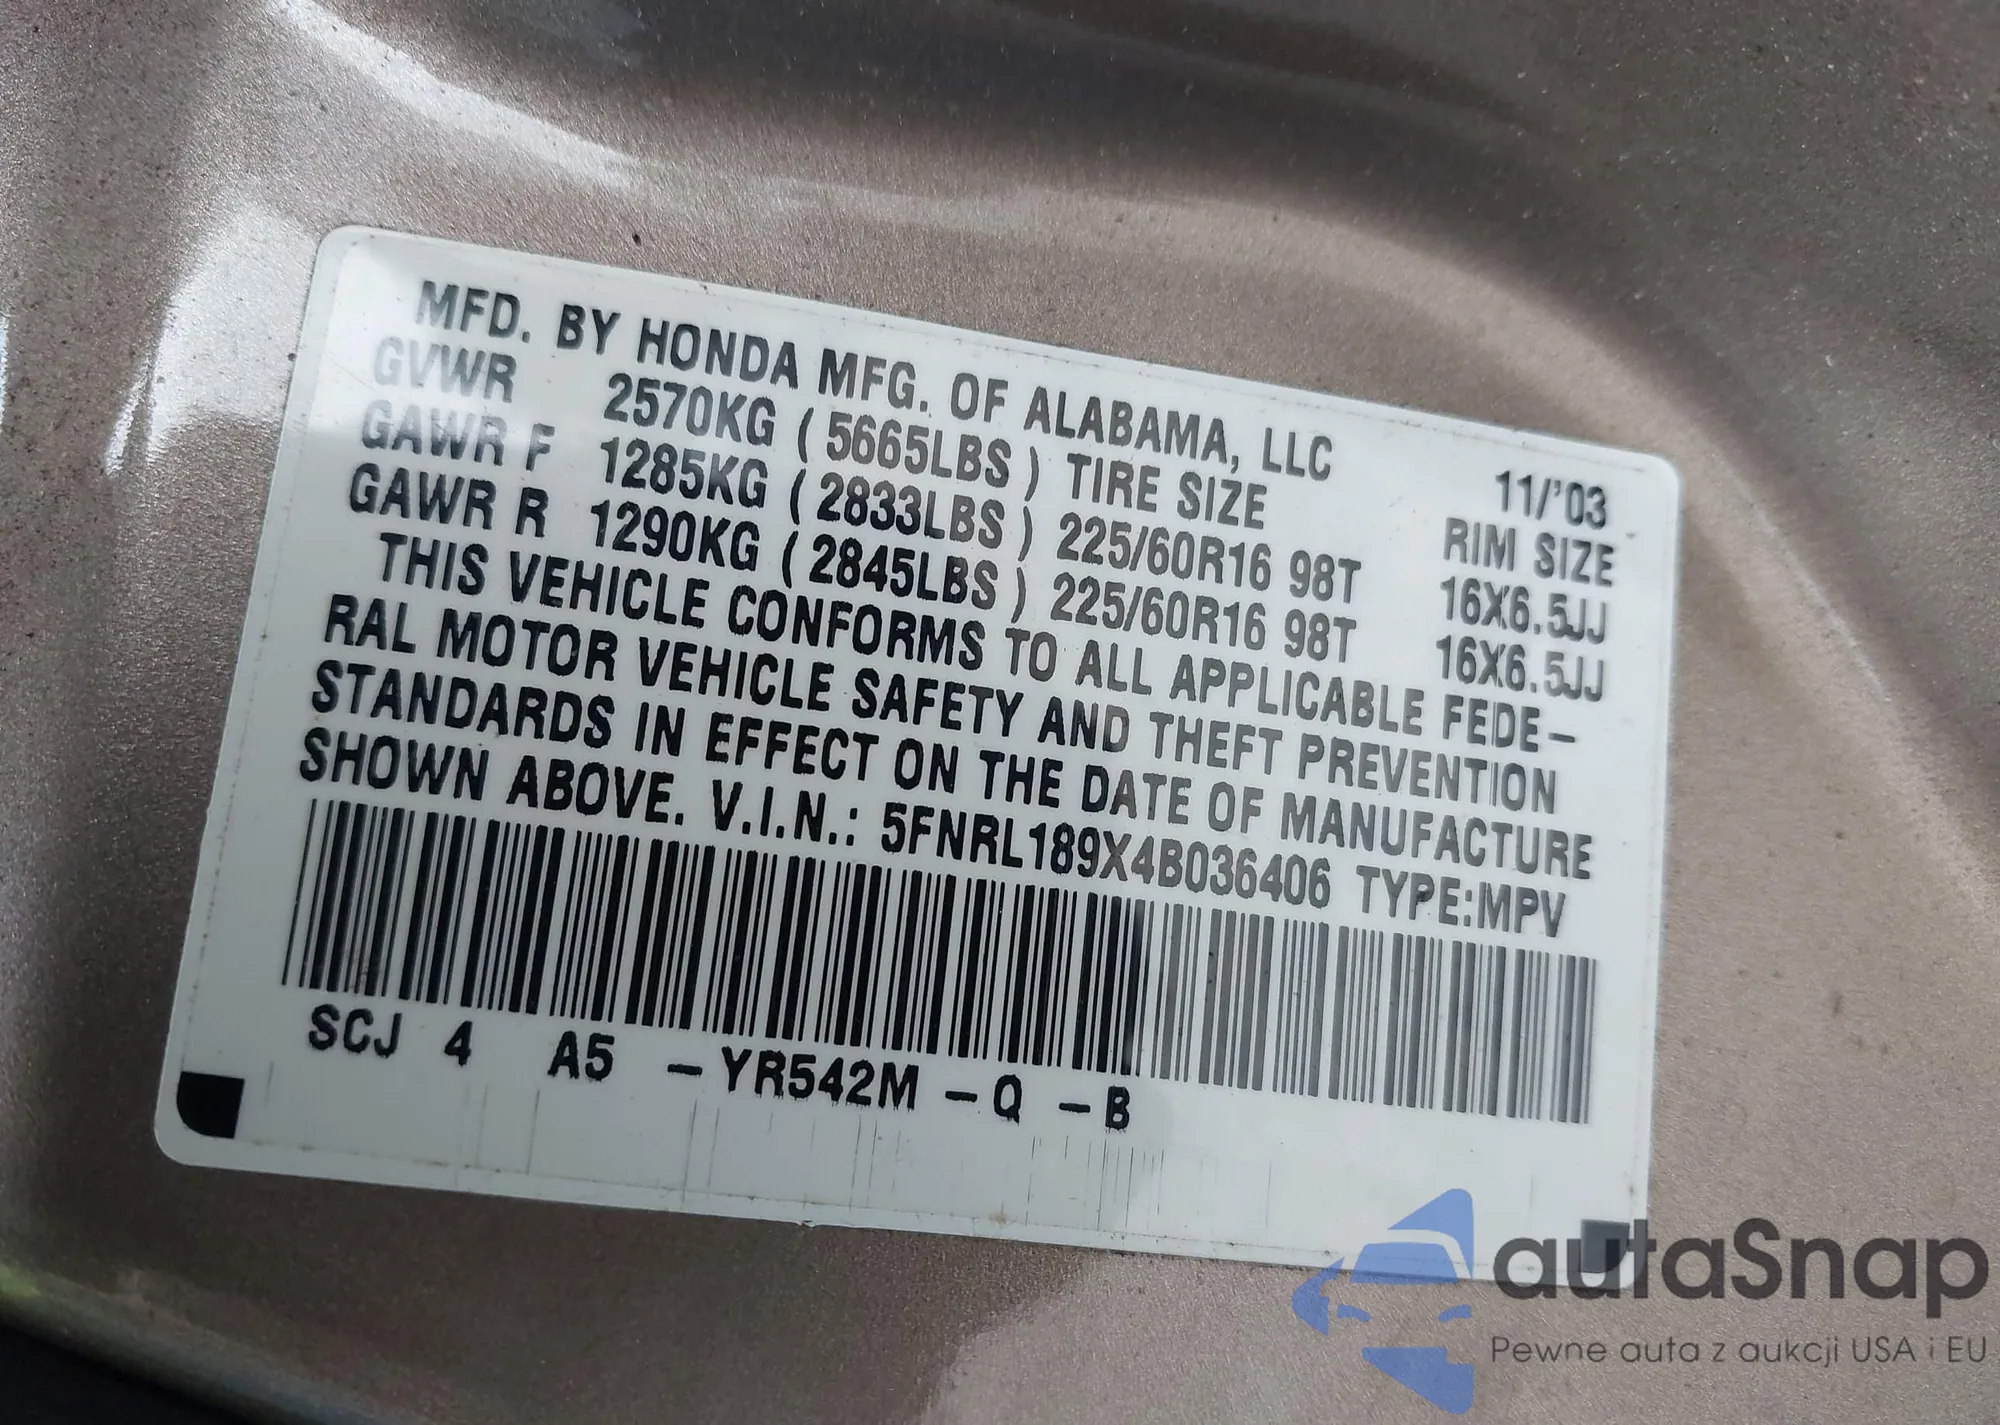 MFD. BY HONDA MFG. OF ALABAMA, LLC 11/'03
GVWR 2570KG ( 5665LBS ) TIRE SIZE RIM SIZE
GAWR F 1285KG ( 2833LBS ) 225/60R16 98T 16X6.5JJ
GAWR R 1290KG ( 2845LBS ) 225/60R16 98T 16X6.5JJ
THIS VEHICLE CONFORMS TO ALL APPLICABLE FEDE-
RAL MOTOR VEHICLE SAFETY AND THEFT PREVENTION
STANDARDS IN EFFECT ON THE DATE OF MANUFACTURE
SHOWN ABOVE. V.I.N.: 5FNRL189X4B036406 TYPE:MPV
SCJ 4 A5 -YR542M -Q -B
autaSnap
Pewne auta z aukcji USA i EU